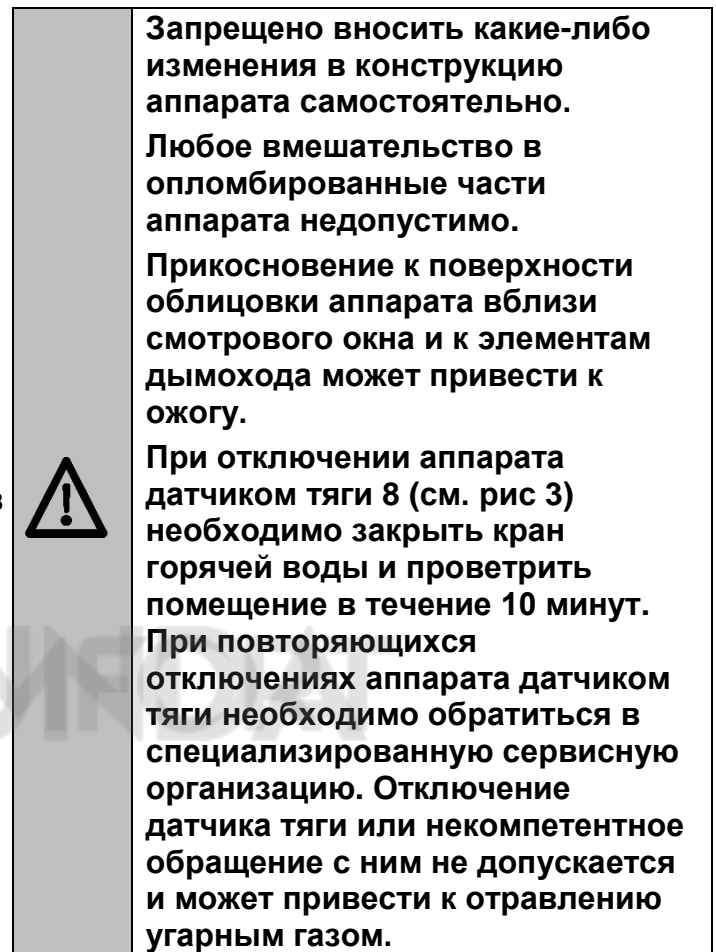 Запрещено вносить какие-либо
изменения в конструкцию
аппарата самостоятельно.
Любое вмешательство в
опломбированные части
аппарата недопустимо.
Прикосновение к поверхности
облицовки аппарата вблизи
смотрового окна и к элементам
дымохода может привести к
ожогу.
При отключении аппарата
датчиком тяги 8 (см. рис 3)
необходимо закрыть кран
горячей воды и проветрить
помещение в течение 10 минут.
При повторяющихся
отключениях аппарата датчиком
тяги необходимо обратиться в
специализированную сервисную
организацию. Отключение
датчика тяги или некомпетентное
обращение с ним не допускается
и может привести к отравлению
угарным газом.